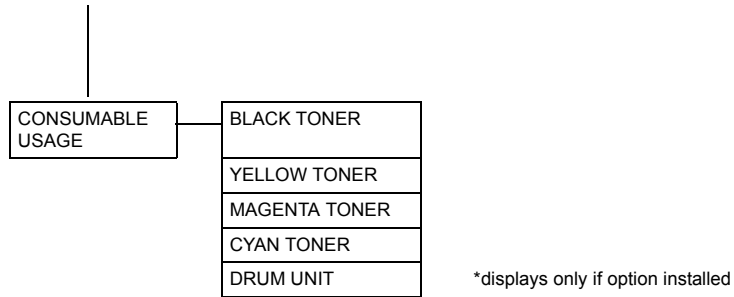 CONSUMABLE
USAGE
BLACK TONER
YELLOW TONER
MAGENTA TONER
CYAN TONER
DRUM UNIT
*displays only if option installed